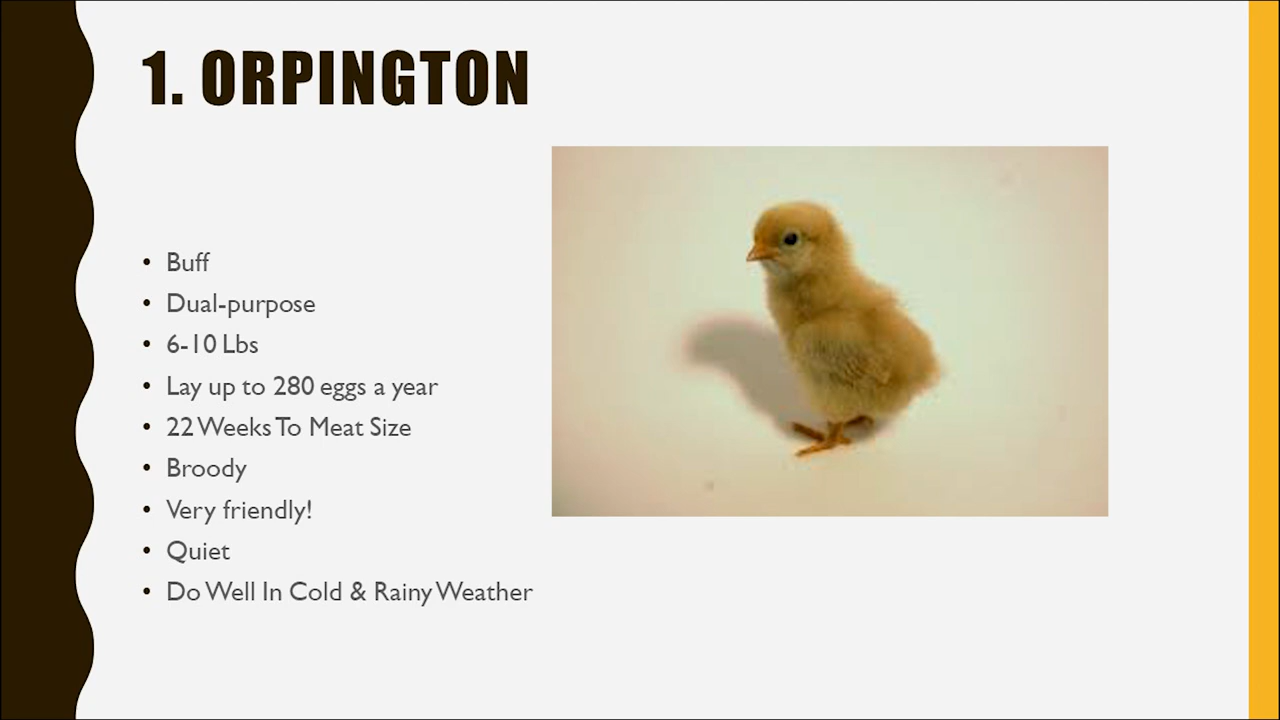 1. ORPINGTON
• Buff
• Dual-purpose
• 6-10 Lbs
• Lay up to 280 eggs a year
• 22 Weeks To Meat Size
• Broody
• Very friendly!
• Quiet
• Do Well In Cold & Rainy Weather